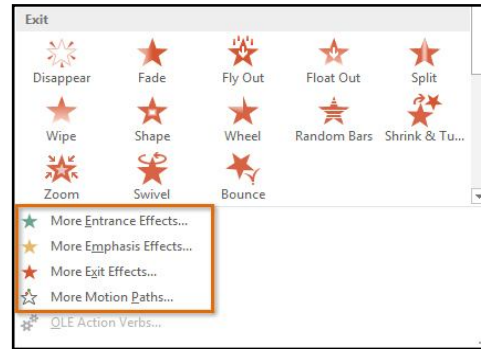 Exit
Disappear Fade Fly Out Float Out Split
Wipe Shape Wheel Random Bars Shrink & Tu...
Zoom Swivel Bounce
More Entrance Effects...
More Emphasis Effects...
More Exit Effects...
More Motion Paths...
OLE Action Verbs...